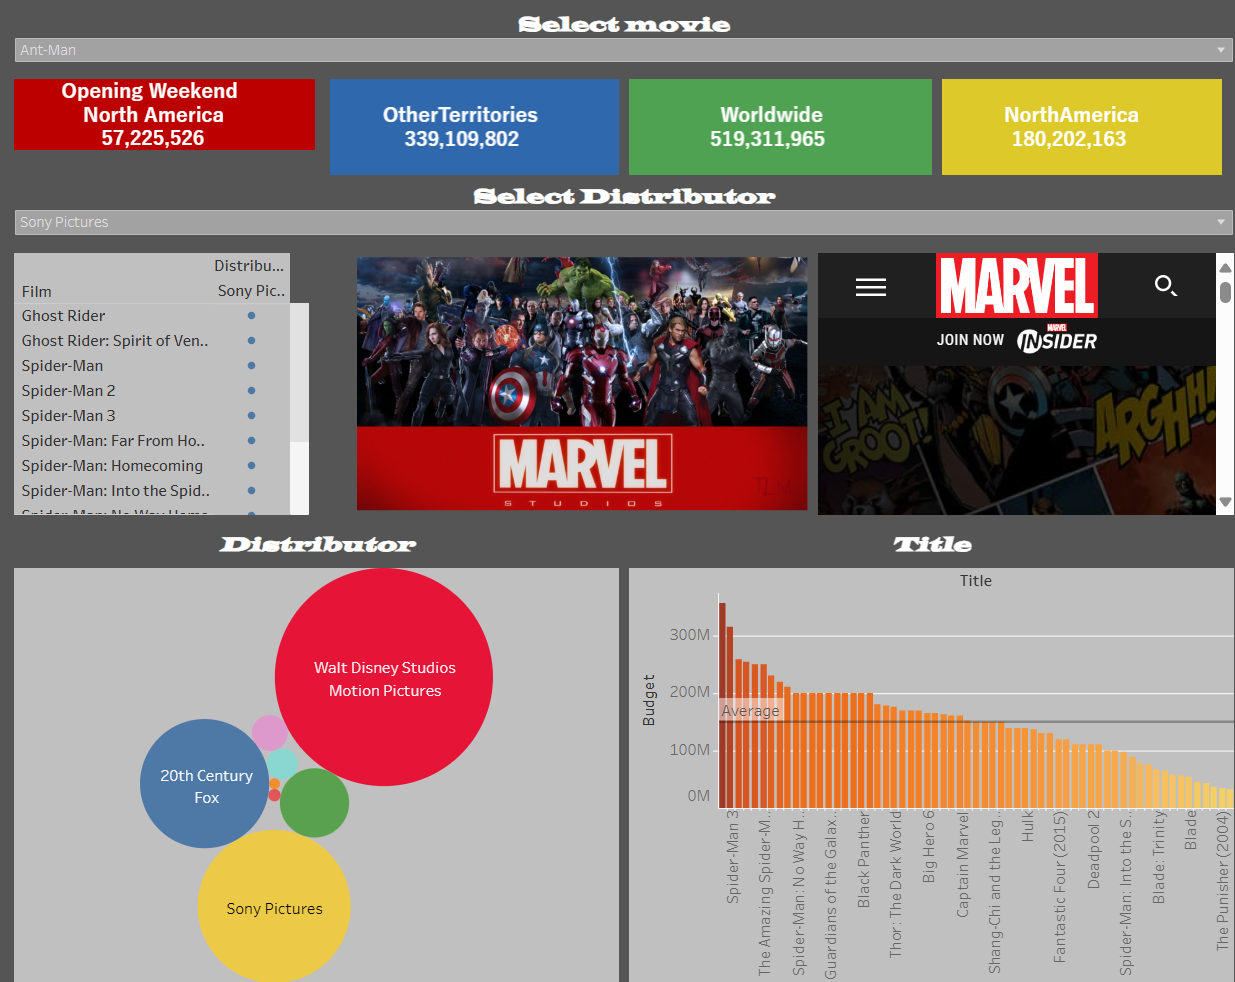 Select movie
Ant-Man
Opening Weekend
North America
57,225,526
OtherTerritories
339,109,802
Worldwide
519,311,965
NorthAmerica
180,202,163
Select Distributor
Sony Pictures
Distribu...
Film
Sony Pic..
Ghost Rider
Ghost Rider: Spirit of Ven..
Spider-Man
Spider-Man 2
Spider-Man 3
Spider-Man: Far From Ho..
Spider-Man: Homecoming
Spider-Man: Into the Spid..
Spider-Man: No Way Home
MARVEL
STUDIOS
MARVEL
JOIN NOW
MARVEL
INSIDER
I AM
GROOT!
ARGHH!
Distributor
Walt Disney Studios
Motion Pictures
20th Century
Fox
Sony Pictures
Title
Title
Budget
300M
200M
100M
0M
Average
Spider-Man 3
The Amazing Spider-M..
Spider-Man: No Way H..
Guardians of the Galax..
Black Panther
Thor: The Dark World
Big Hero 6
Captain Marvel
Shang-Chi and the Leg..
Hulk
Fantastic Four (2015)
Deadpool 2
Spider-Man: Into the S..
Blade: Trinity
Blade
The Punisher (2004)